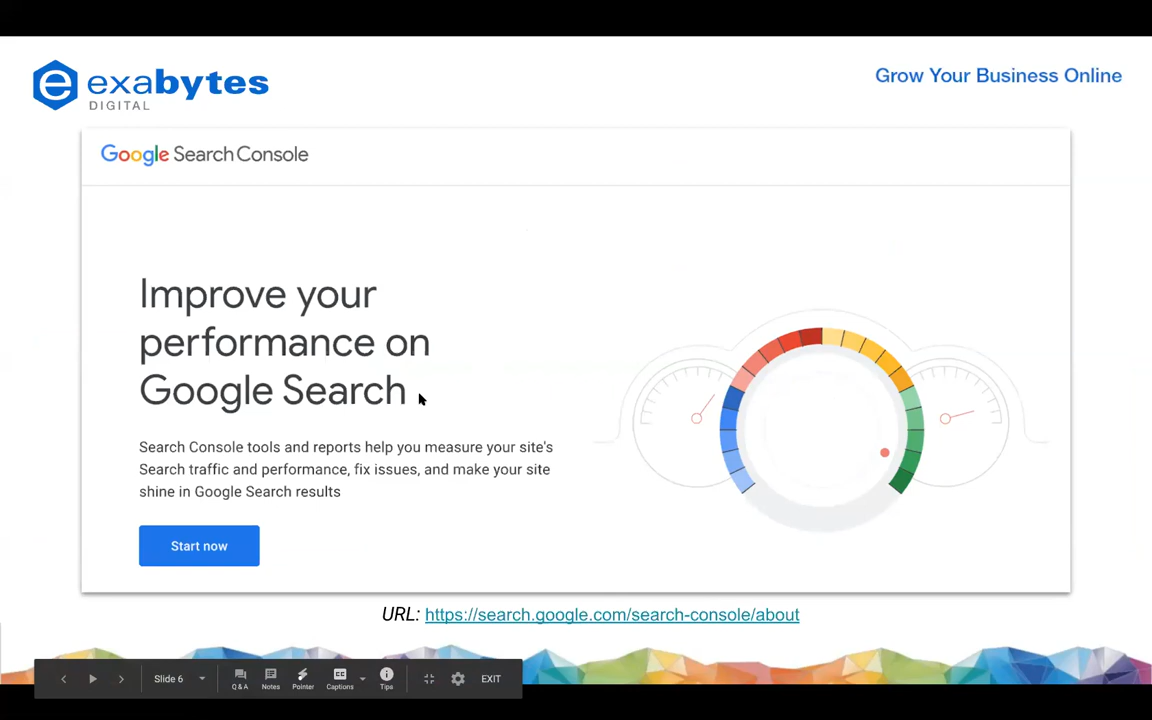 exabytes
DIGITAL
Grow Your Business Online
Google Search Console
Improve your
performance on
Google Search
Search Console tools and reports help you measure your site's
Search traffic and performance, fix issues, and make your site
shine in Google Search results
Start now
URL: https://search.google.com/search-console/about
Slide 6
Q & A
Notes
Pointer
Captions
Tips
EXIT